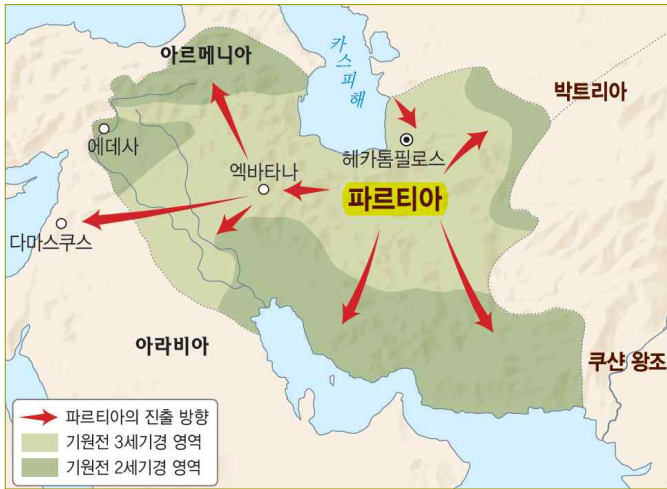 아르메니아
카스피해
박트리아
에데사
헤카톰필로스
엑바타나
파르티아
다마스쿠스
아라비아
쿠샨 왕조
파르티아의 진출 방향
기원전 3세기경 영역
기원전 2세기경 영역